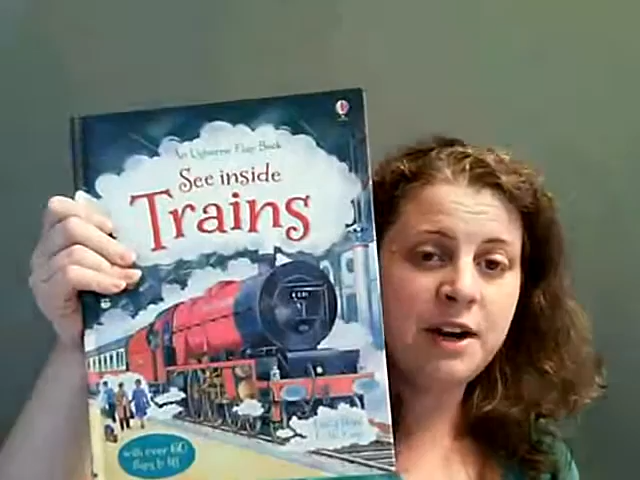 An Usborne Flap Book
See inside
Trains
with over 60
flaps to lift